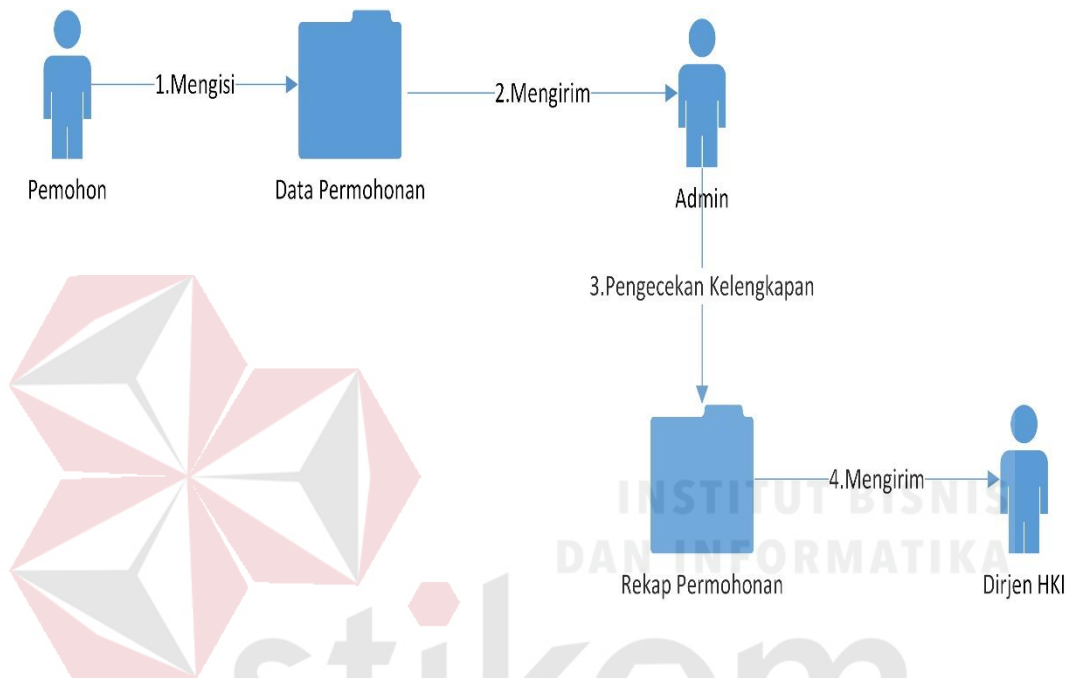 1.Mengisi
2.Mengirim
Pemohon
Data Permohonan
Admin
3.Pengecekan Kelengkapan
4.Mengirim
INSTITUT BISNIS
DAN INFORMATIKA
Rekap Permohonan
Dirjen HKI
stikom